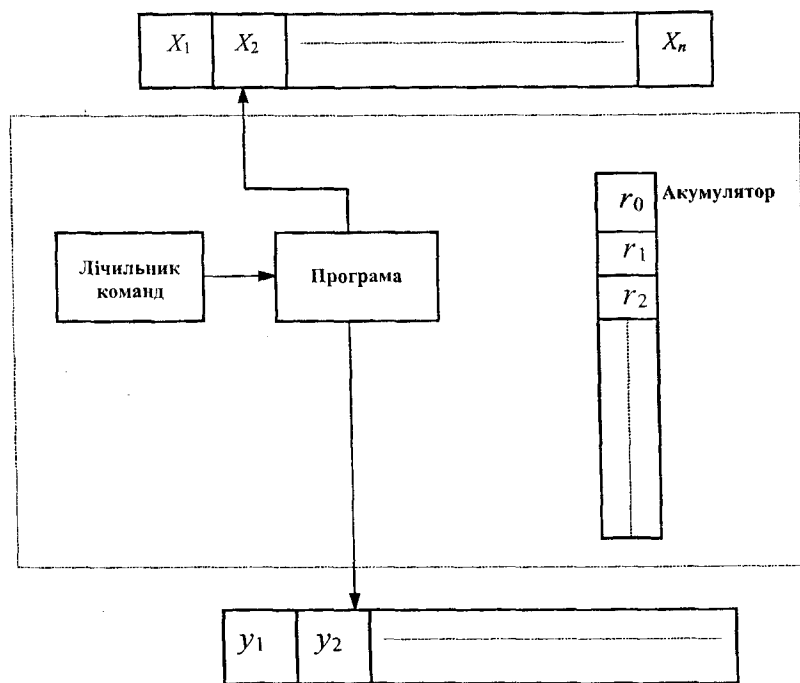 X₁ X₂ Xₙ
r₀ Акумулятор
r₁
Лічильник
команд
Програма
r₂
y₁ y₂